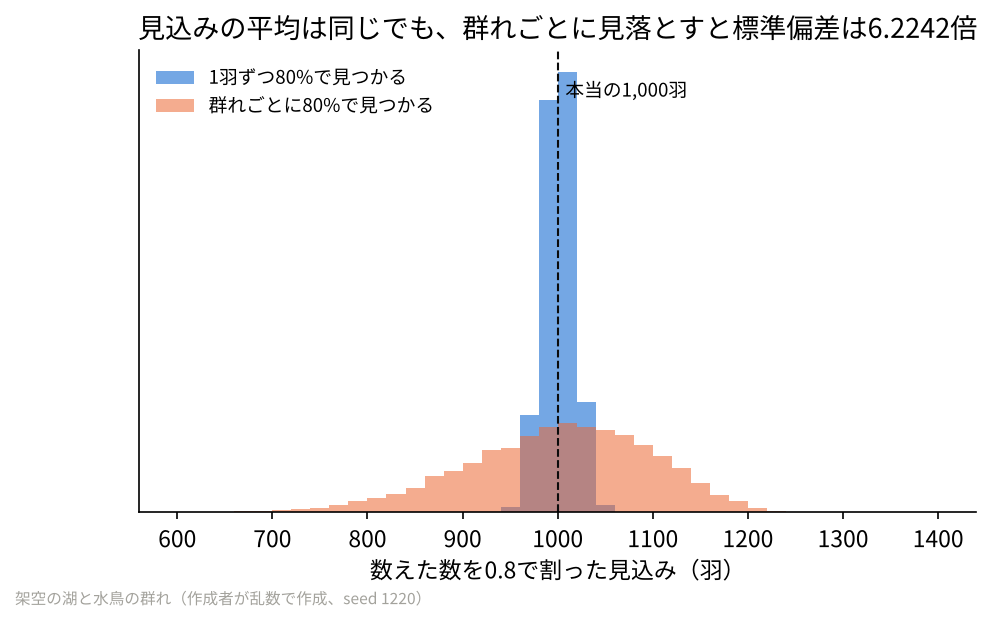 見込みの平均は同じでも、群れごとに見落とすと標準偏差は6.2242倍
1羽ずつ80%で見つかる
群れごとに80%で見つかる
本当の1,000羽
600 700 800 900 1000 1100 1200 1300 1400
数えた数を0.8で割った見込み（羽）
架空の湖と水鳥の群れ（作成者が乱数で作成、seed 1220）